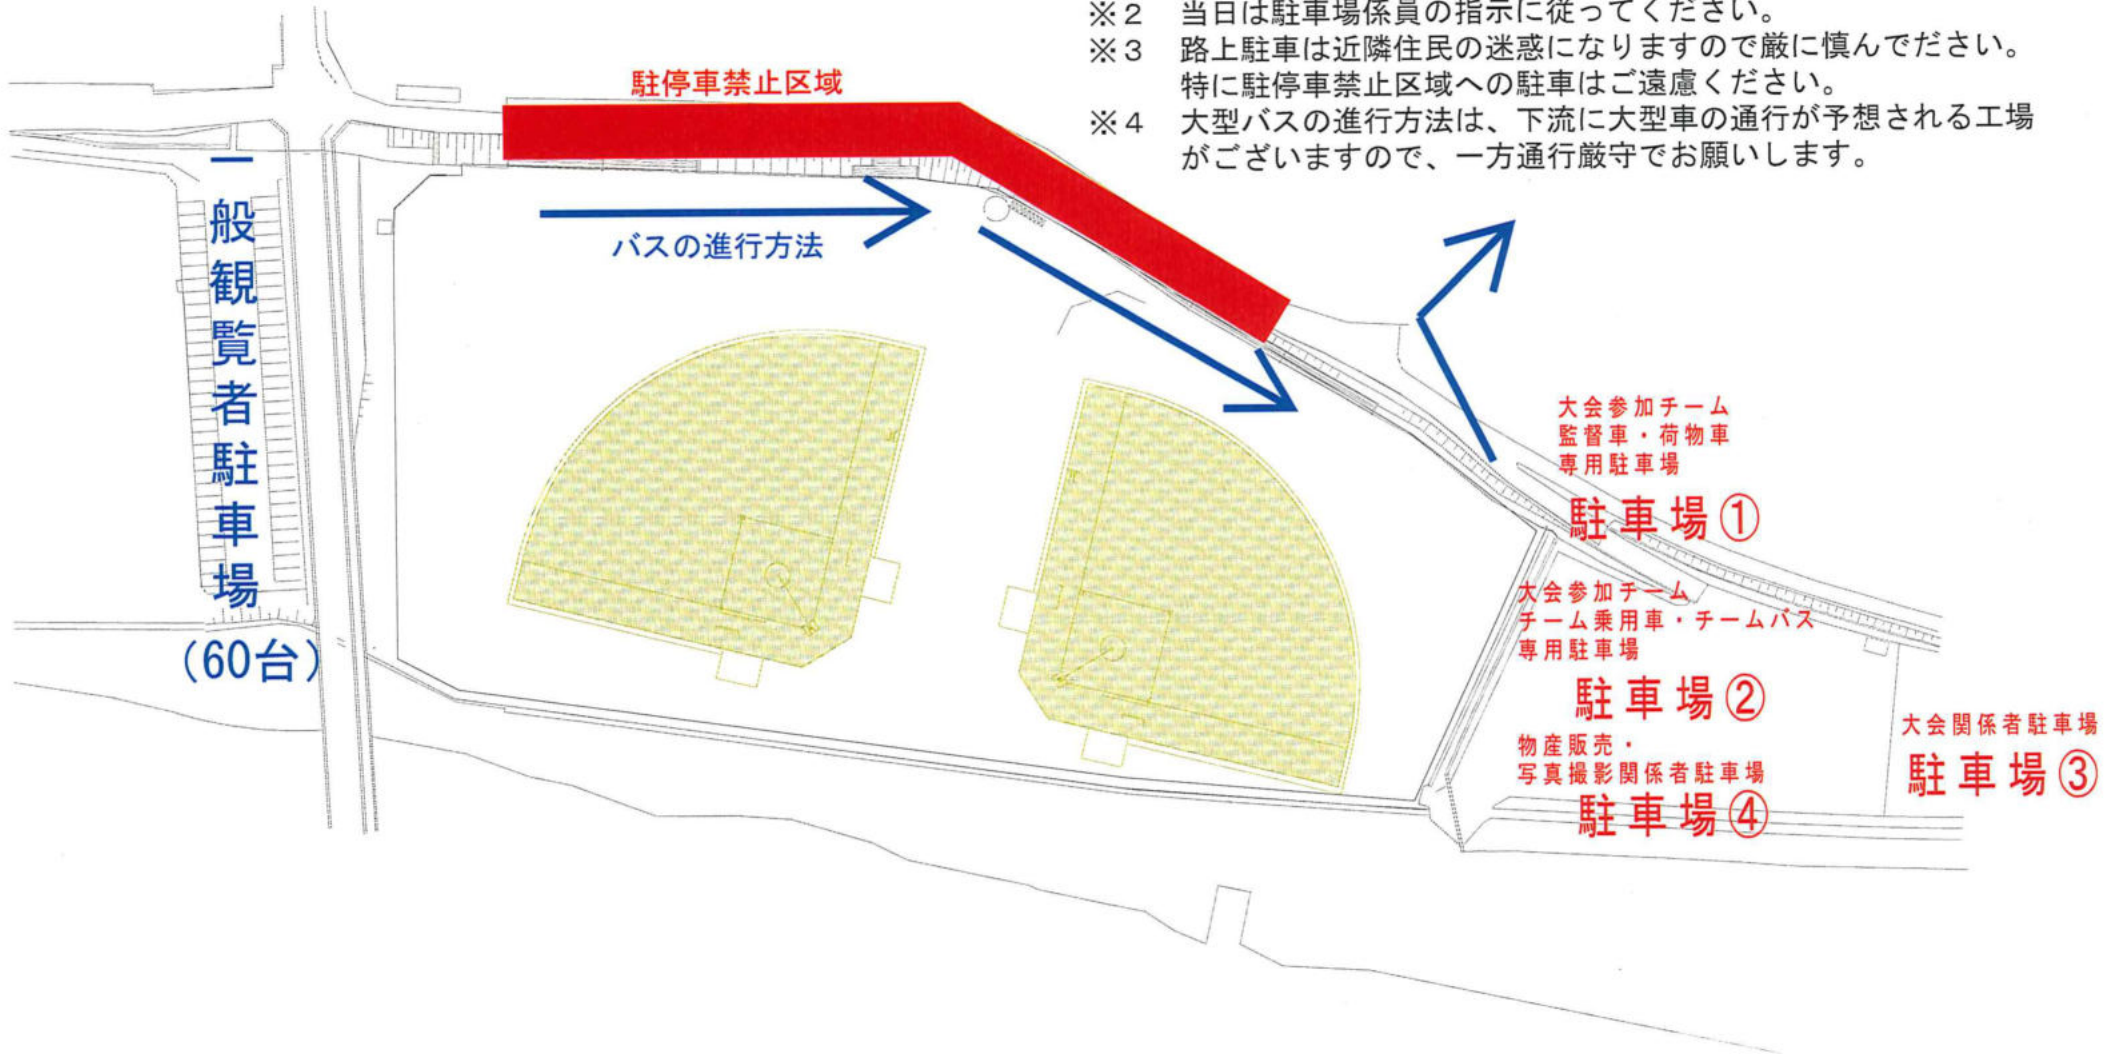 ※２　当日は駐車場係員の指示に従ってください。
※３　路上駐車は近隣住民の迷惑になりますので厳に慎んでださい。
特に駐停車禁止区域への駐車はご遠慮ください。
※４　大型バスの進行方法は、下流に大型車の通行が予想される工場
がございますので、一方通行厳守でお願いします。
駐停車禁止区域
バスの進行方法
一般観覧者駐車場
(60台)
大会参加チーム
監督車・荷物車
専用駐車場
駐車場①
大会参加チーム
チーム乗用車・チームバス
専用駐車場
駐車場②
大会関係者駐車場
駐車場③
物産販売・
写真撮影関係者駐車場
駐車場④